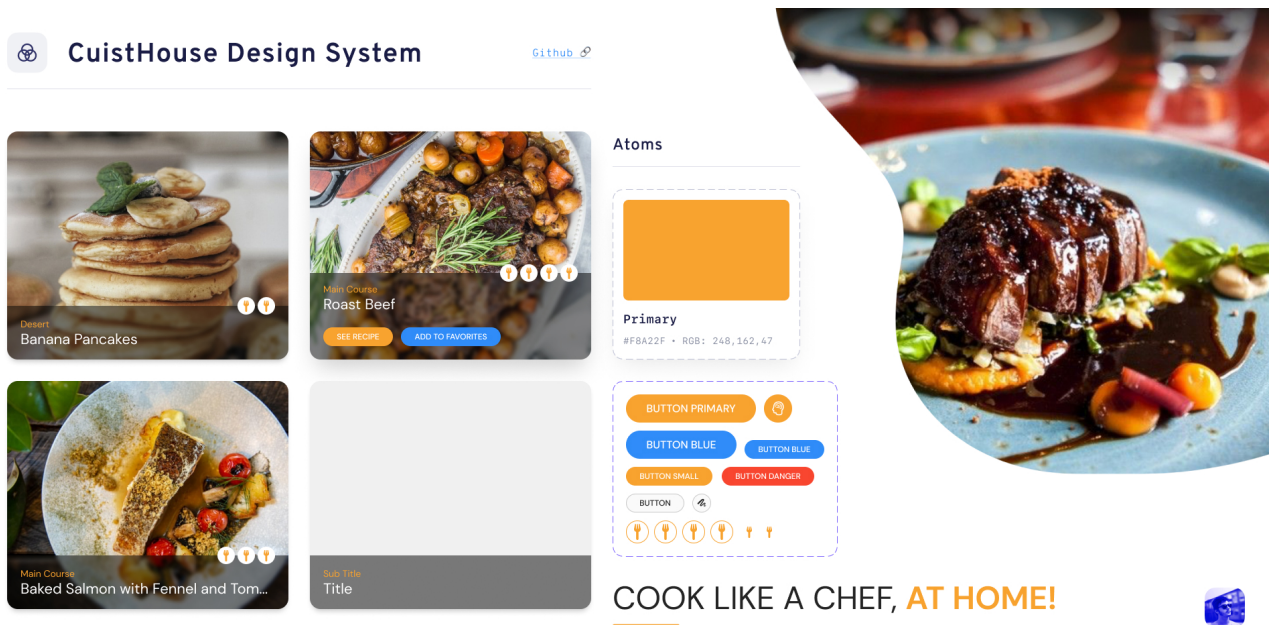 CuistHouse Design System
Github
Desert
Banana Pancakes
Main Course
Roast Beef
SEE RECIPE
ADD TO FAVORITES
Main Course
Baked Salmon with Fennel and Tom...
Sub Title
Title
Atoms
Primary
#F8A22F • RGB: 248,162,47
BUTTON PRIMARY
BUTTON BLUE
BUTTON BLUE
BUTTON SMALL
BUTTON DANGER
BUTTON
COOK LIKE A CHEF, AT HOME!